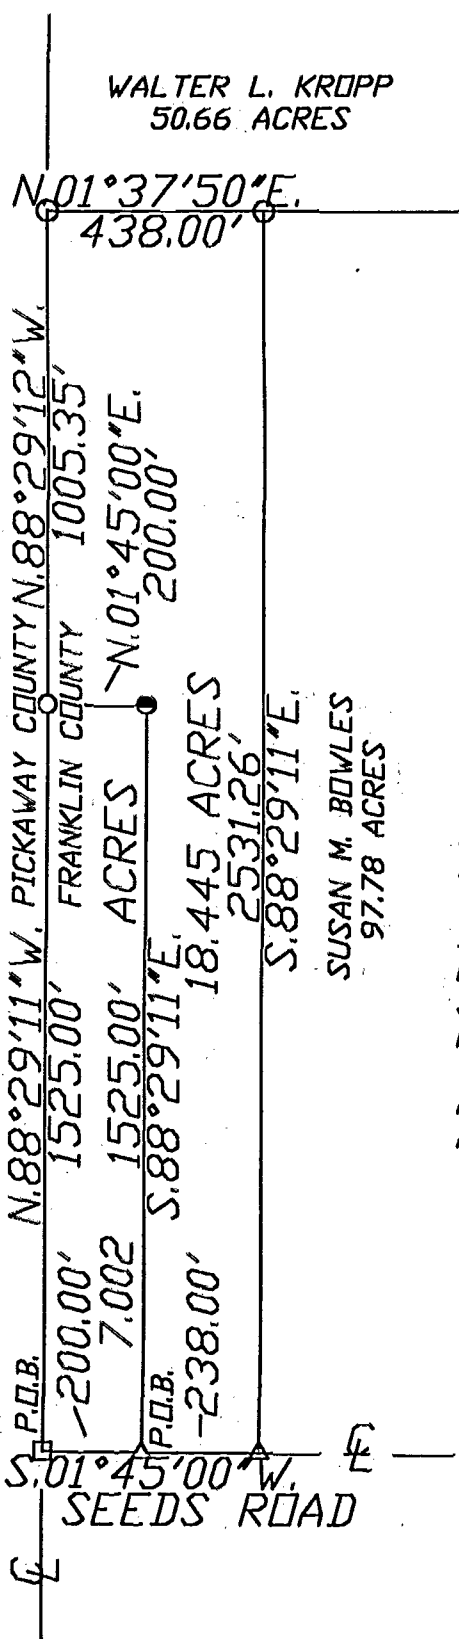 WALTER L. KROPP
50.66 ACRES
N.01°37'50"E.
438.00'
N.88°29'12"W.
1005.35'
PICKAWAY COUNTY
FRANKLIN COUNTY
N.01°45'00"E.
200.00'
N.88°29'11"W.
1525.00'
7.002 ACRES
1525.00'
S.88°29'11"E.
18.445 ACRES
2531.26'
S.88°29'11"E.
SUSAN M. BOWLES
97.78 ACRES
P.O.B.
200.00'
P.O.B.
238.00'
S.01°45'00"W.
SEEDS ROAD
℄
℄